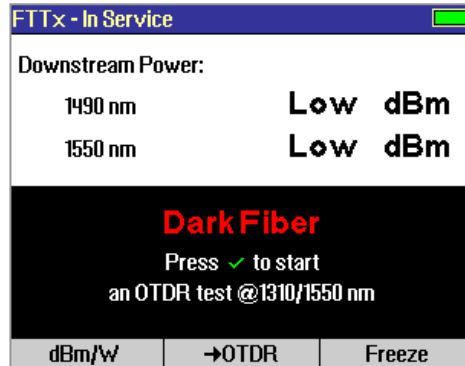 FTTx - In Service
Downstream Power:
1490 nm Low dBm
1550 nm Low dBm
Dark Fiber
Press ✓ to start
an OTDR test @1310/1550 nm
dBm/W →OTDR Freeze